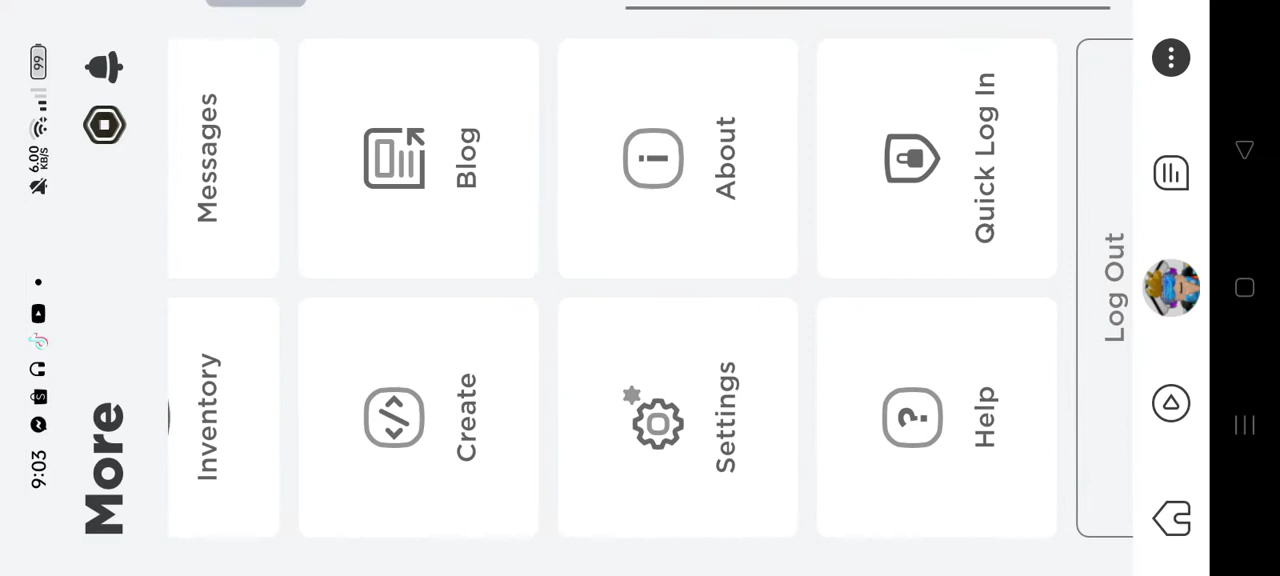 9:03
6.00
KB/S
99
More
Inventory
Messages
Create
Blog
Settings
About
Help
Quick Log In
Log Out